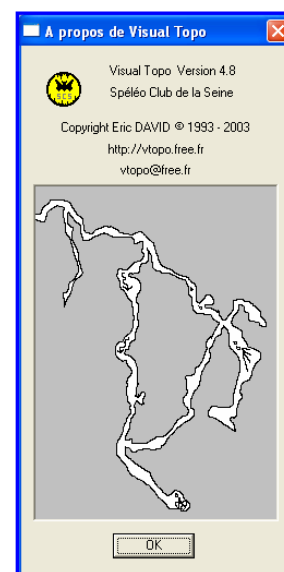 A propos de Visual Topo
Visual Topo Version 4.8
SCS
Spéléo Club de la Seine
Copyright Eric DAVID © 1993 - 2003
http://vtopo.free.fr
vtopo@free.fr
OK